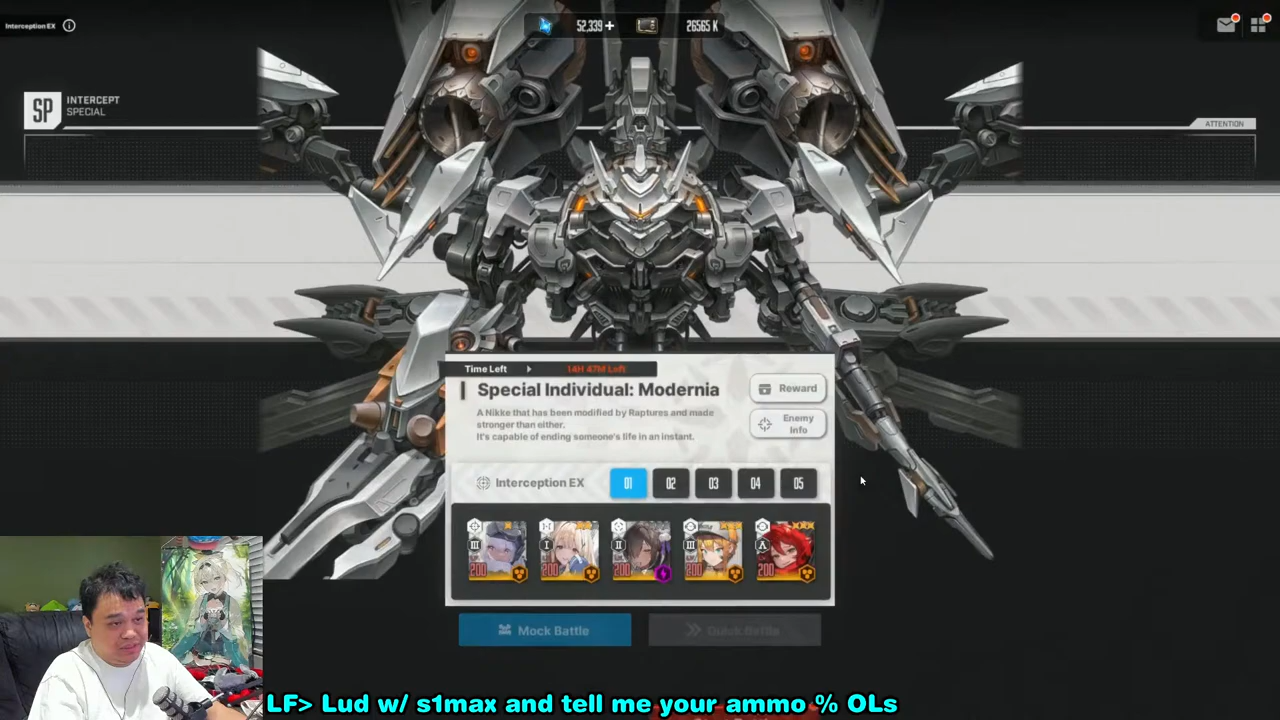 Interception EX
52,339
26565 K
SP
INTERCEPT
SPECIAL
ATTENTION
Time Left
14H 47M Left
Special Individual: Modernia
Reward
A Nikke that has been modified by Raptures and made
stronger than either.
It's capable of ending someone's life in an instant.
Enemy
Info
Interception EX
01
02
03
04
05
III
I
II
III
A
200
200
200
200
200
Mock Battle
Quick Battle
LF> Lud w/ s1max and tell me your ammo % OLs